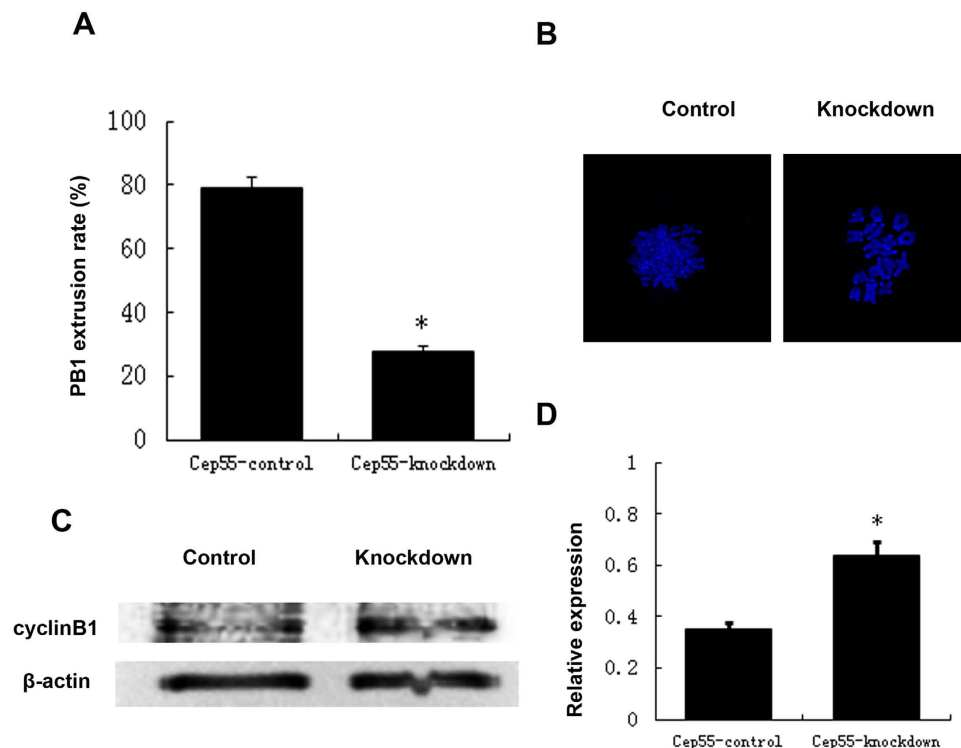 A
PB1 extrusion rate (%)
100
80
60
40
20
0
*
Cep55-control Cep55-knockdown
B
Control Knockdown
C
Control Knockdown
cyclinB1
β-actin
D
Relative expression
1
0.8
0.6
0.4
0.2
0
*
Cep55-control Cep55-knockdown